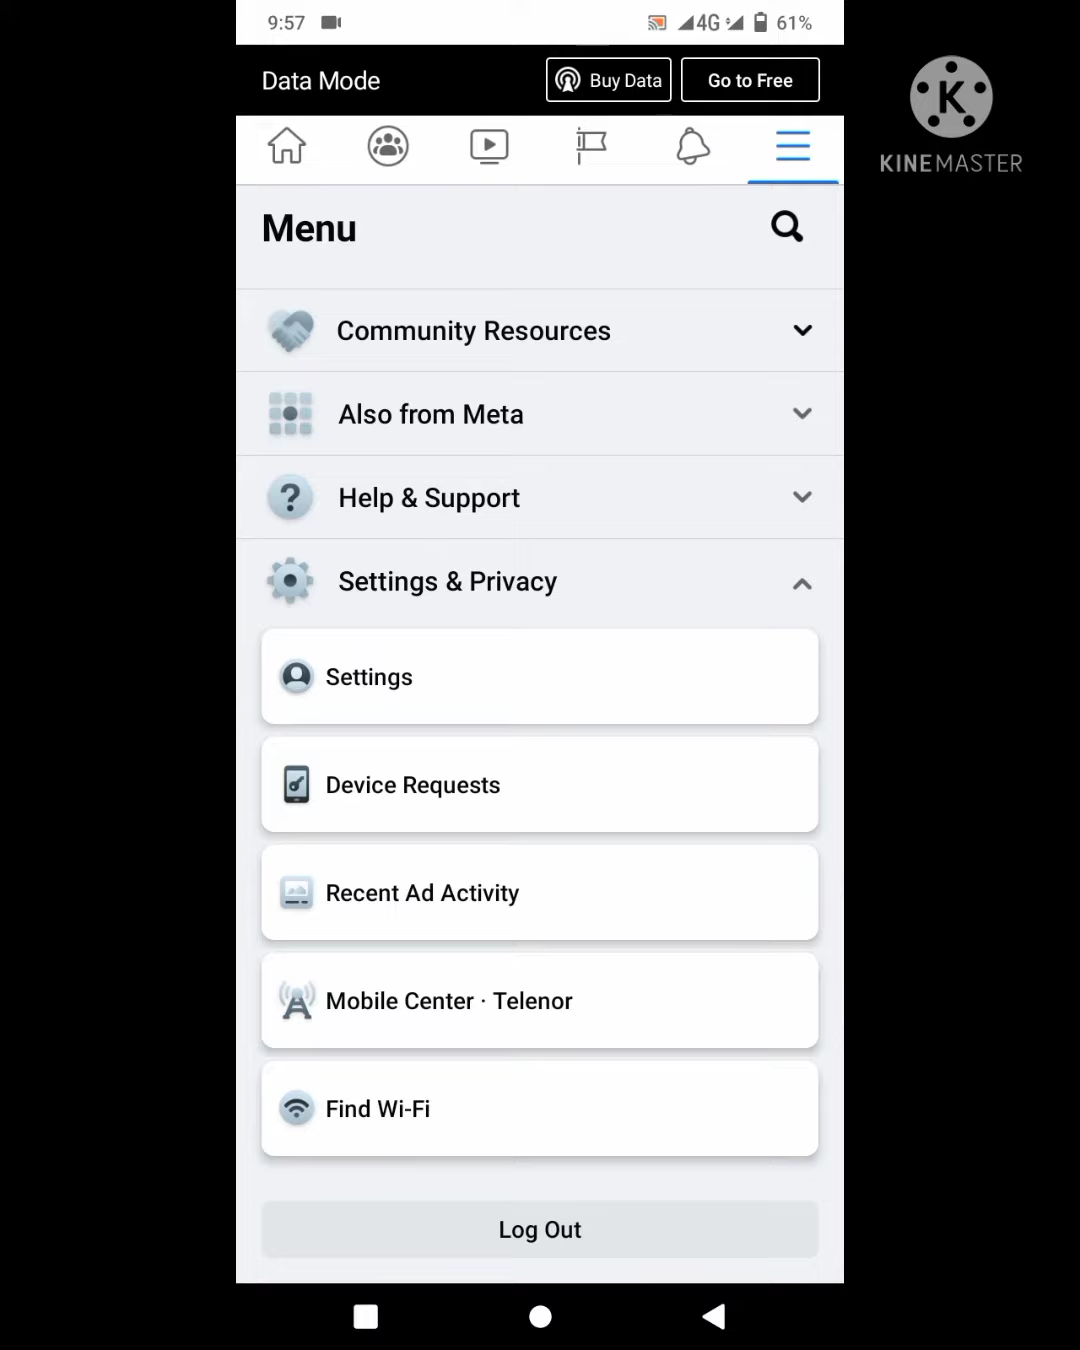 9:57 4G 61%
Data Mode Buy Data Go to Free
K
KINEMASTER
Menu
Community Resources
Also from Meta
? Help & Support
Settings & Privacy
Settings
Device Requests
Recent Ad Activity
Mobile Center · Telenor
Find Wi-Fi
Log Out